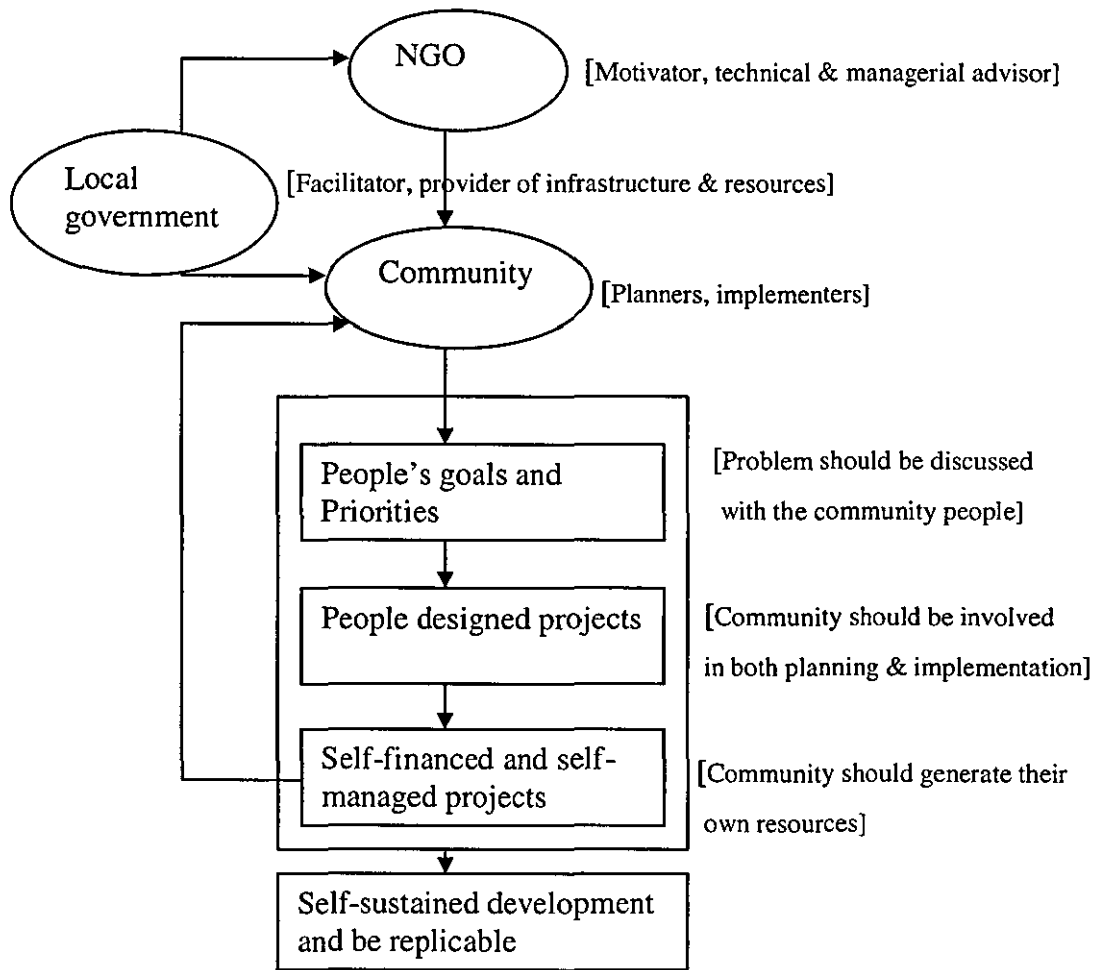 NGO
[Motivator, technical & managerial advisor]
Local
government
[Facilitator, provider of infrastructure & resources]
Community
[Planners, implementers]
People's goals and
Priorities
[Problem should be discussed
with the community people]
People designed projects
[Community should be involved
in both planning & implementation]
Self-financed and self-
managed projects
[Community should generate their
own resources]
Self-sustained development
and be replicable